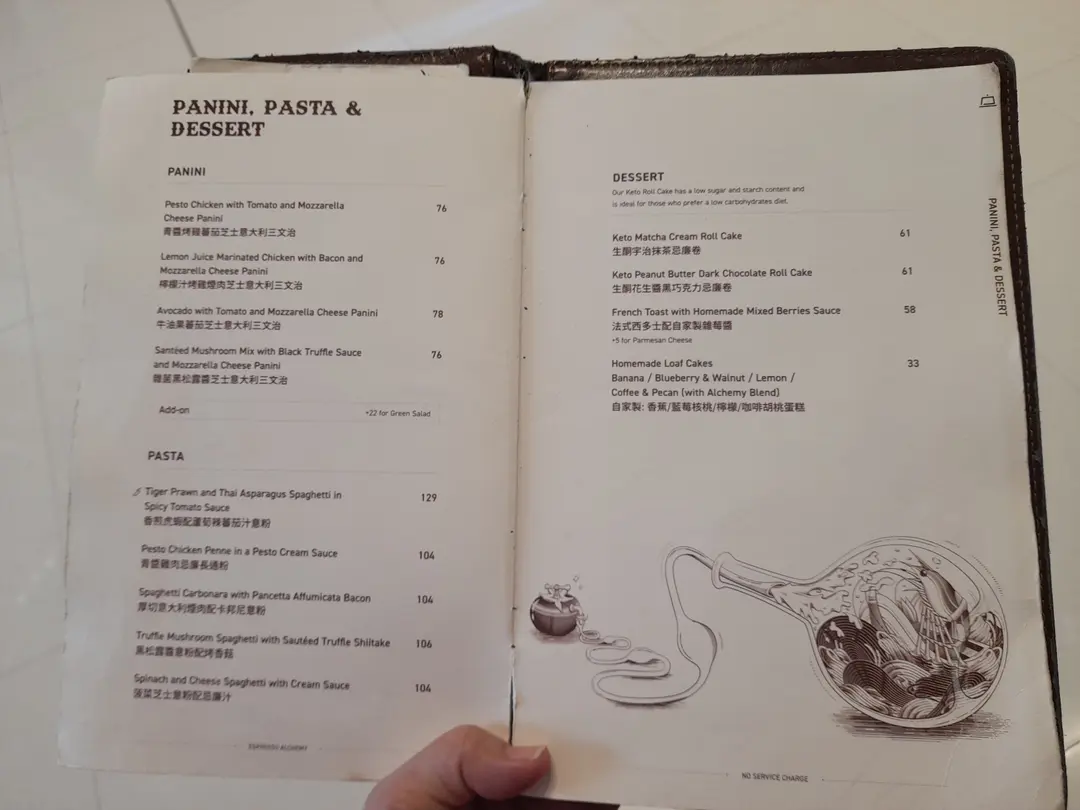 PANINI, PASTA &
DESSERT
PANINI
Pesto Chicken with Tomato and Mozzarella
Cheese Panini
76
青醬烤雞蕃茄芝士意大利三文治
Lemon Juice Marinated Chicken with Bacon and
Mozzarella Cheese Panini
76
檸檬汁烤雞煙肉芝士意大利三文治
Avocado with Tomato and Mozzarella Cheese Panini
78
牛油果蕃茄芝士意大利三文治
Santéed Mushroom Mix with Black Truffle Sauce
and Mozzarella Cheese Panini
76
雜菌黑松露醬芝士意大利三文治
Add-on
+22 for Green Salad
PASTA
Tiger Prawn and Thai Asparagus Spaghetti in
Spicy Tomato Sauce
129
香煎虎蝦配蘆荀辣蕃茄汁意粉
Pesto Chicken Penne in a Pesto Cream Sauce
104
青醬雞肉忌廉長通粉
Spaghetti Carbonara with Pancetta Affumicata Bacon
104
厚切意大利煙肉配卡邦尼意粉
Truffle Mushroom Spaghetti with Sautéed Truffle Shiitake
106
黑松露醬意粉配烤香菇
Spinach and Cheese Spaghetti with Cream Sauce
104
菠菜芝士意粉配忌廉汁
ESPRESSO ALCHEMY
DESSERT
Our Keto Roll Cake has a low sugar and starch content and
is ideal for those who prefer a low carbohydrates diet.
Keto Matcha Cream Roll Cake
61
生酮宇治抹茶忌廉卷
Keto Peanut Butter Dark Chocolate Roll Cake
61
生酮花生醬黑巧克力忌廉卷
French Toast with Homemade Mixed Berries Sauce
58
法式西多士配自家製雜莓醬
+5 for Parmesan Cheese
Homemade Loaf Cakes
33
Banana / Blueberry & Walnut / Lemon /
Coffee & Pecan (with Alchemy Blend)
自家製: 香蕉/藍莓核桃/檸檬/咖啡胡桃蛋糕
NO SERVICE CHARGE
PANINI, PASTA & DESSERT